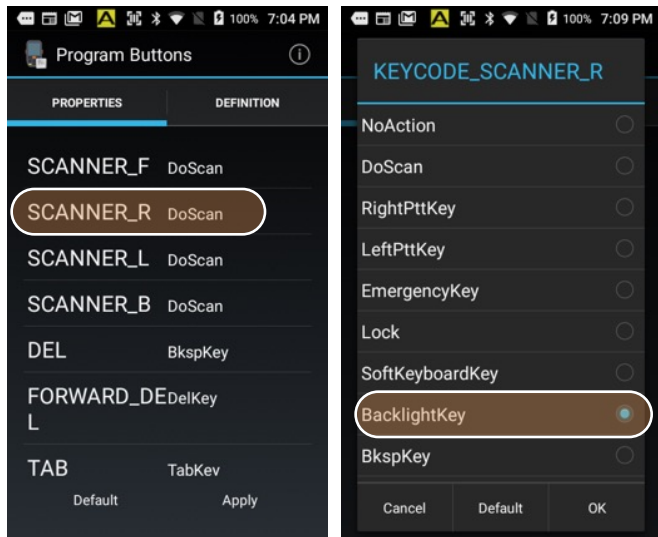 100% 7:04 PM
Program Buttons
PROPERTIES DEFINITION
SCANNER_F DoScan
SCANNER_R DoScan
SCANNER_L DoScan
SCANNER_B DoScan
DEL BkspKey
FORWARD_DE DelKey
L
TAB TabKey
Default Apply
A 100% 7:09 PM
KEYCODE_SCANNER_R
NoAction
DoScan
RightPttKey
LeftPttKey
EmergencyKey
Lock
SoftKeyboardKey
BacklightKey
BkspKey
Cancel Default OK